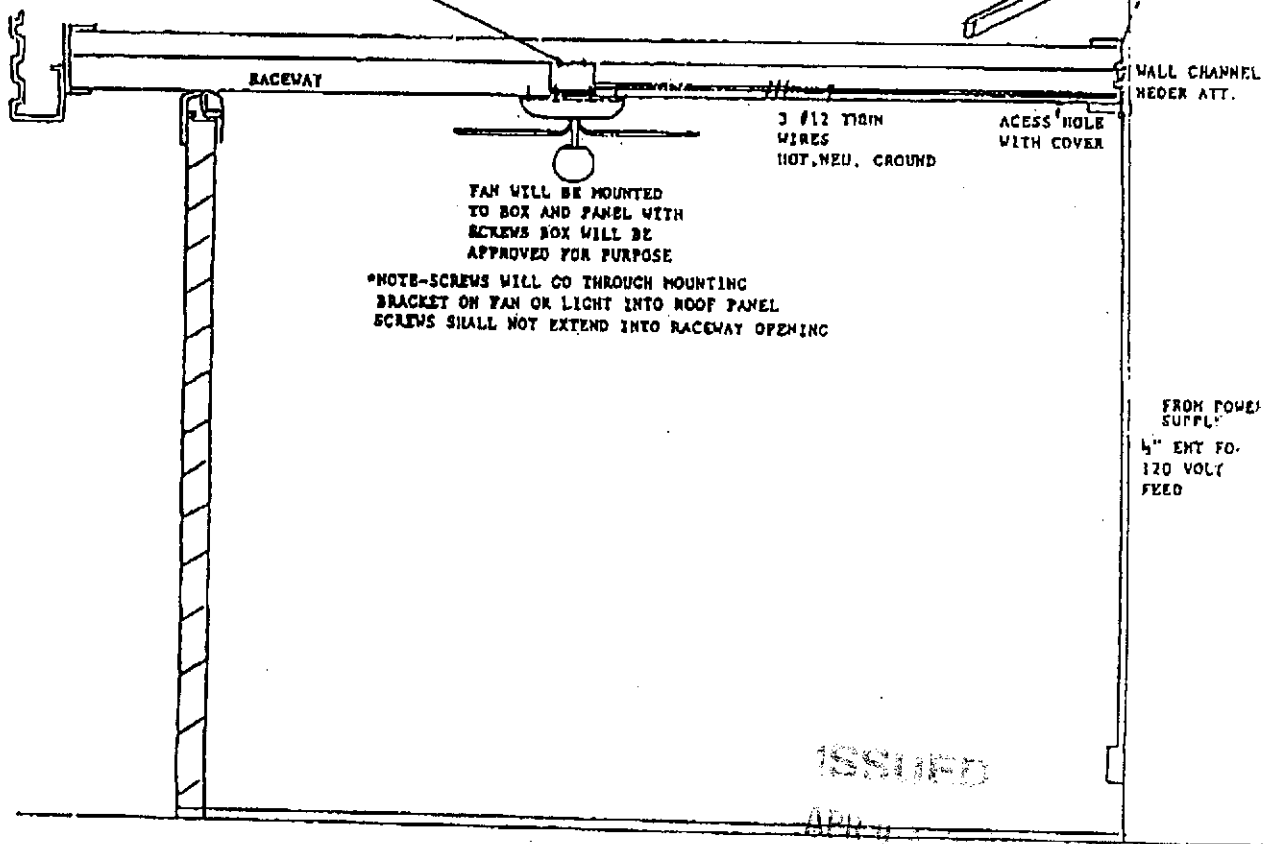 RACEWAY
WALL CHANNEL
HEDER ATT.
3 #12 THHN
WIRES
HOT, NEU. GROUND
ACESS HOLE
WITH COVER
FAN WILL BE MOUNTED
TO BOX AND PANEL WITH
SCREWS BOX WILL BE
APPROVED FOR PURPOSE
*NOTE-SCREWS WILL GO THROUGH MOUNTING
BRACKET ON FAN OR LIGHT INTO ROOF PANEL
SCREWS SHALL NOT EXTEND INTO RACEWAY OPENING
FROM POWER
SUPPLY
½" EMT FO.
120 VOLT
FEED
ISSUED
APR